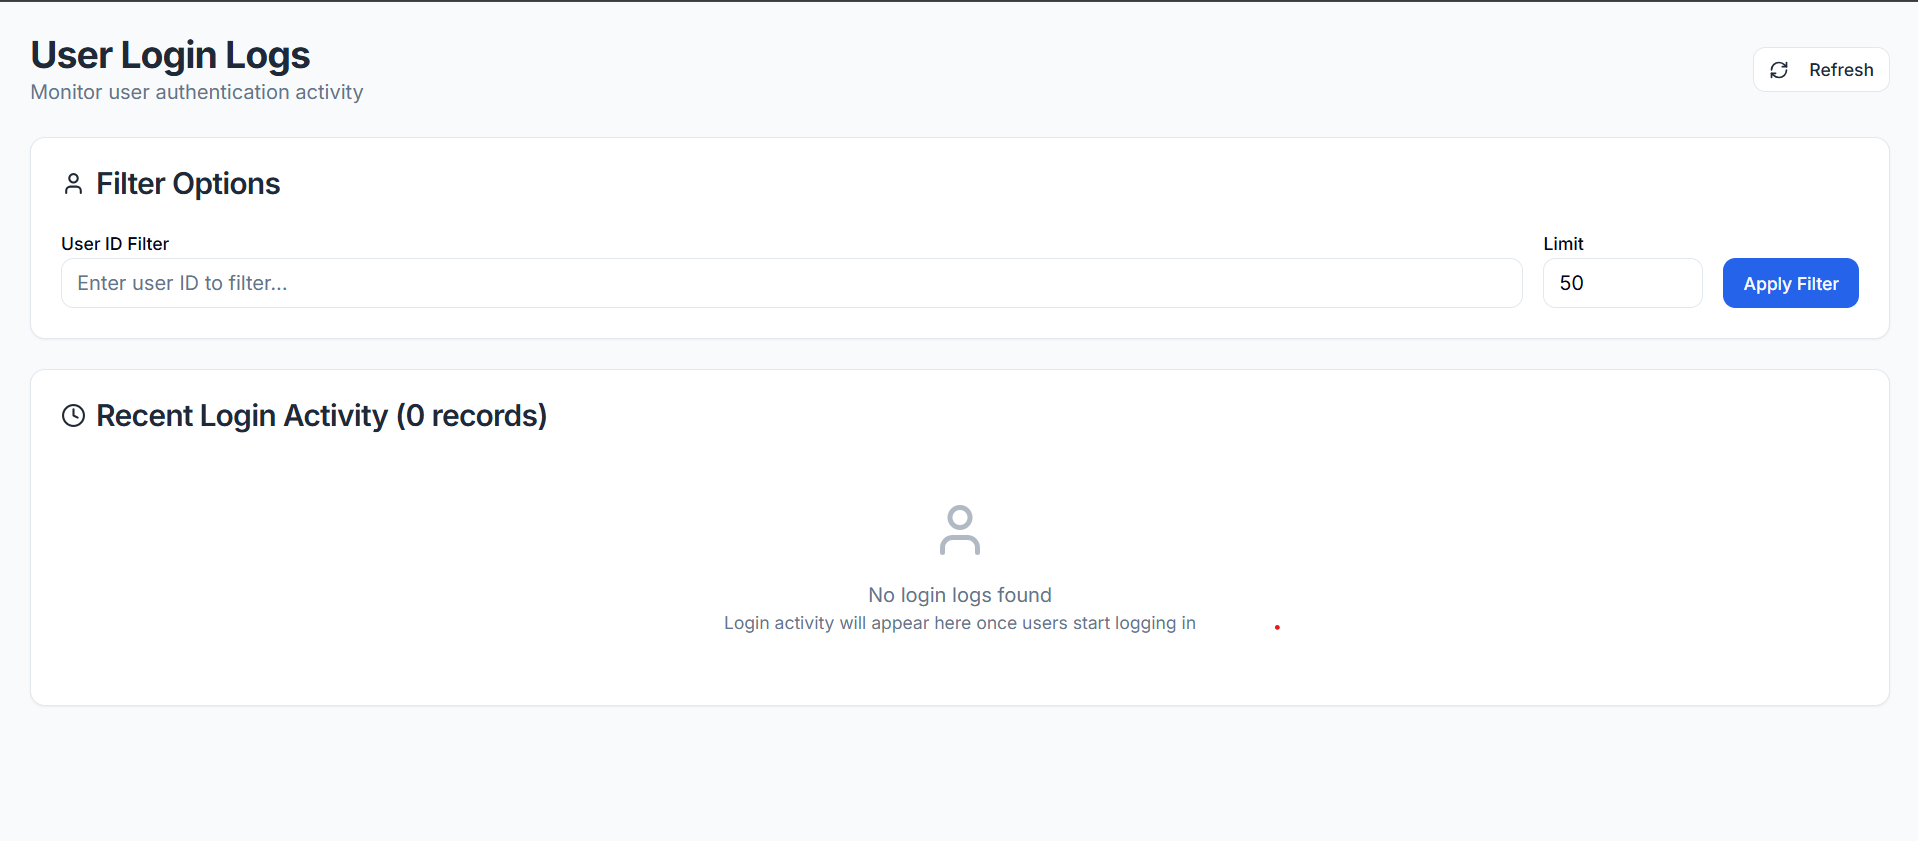 User Login Logs
Monitor user authentication activity
Refresh
Filter Options
User ID Filter
Enter user ID to filter...
Limit
50
Apply Filter
Recent Login Activity (0 records)
No login logs found
Login activity will appear here once users start logging in